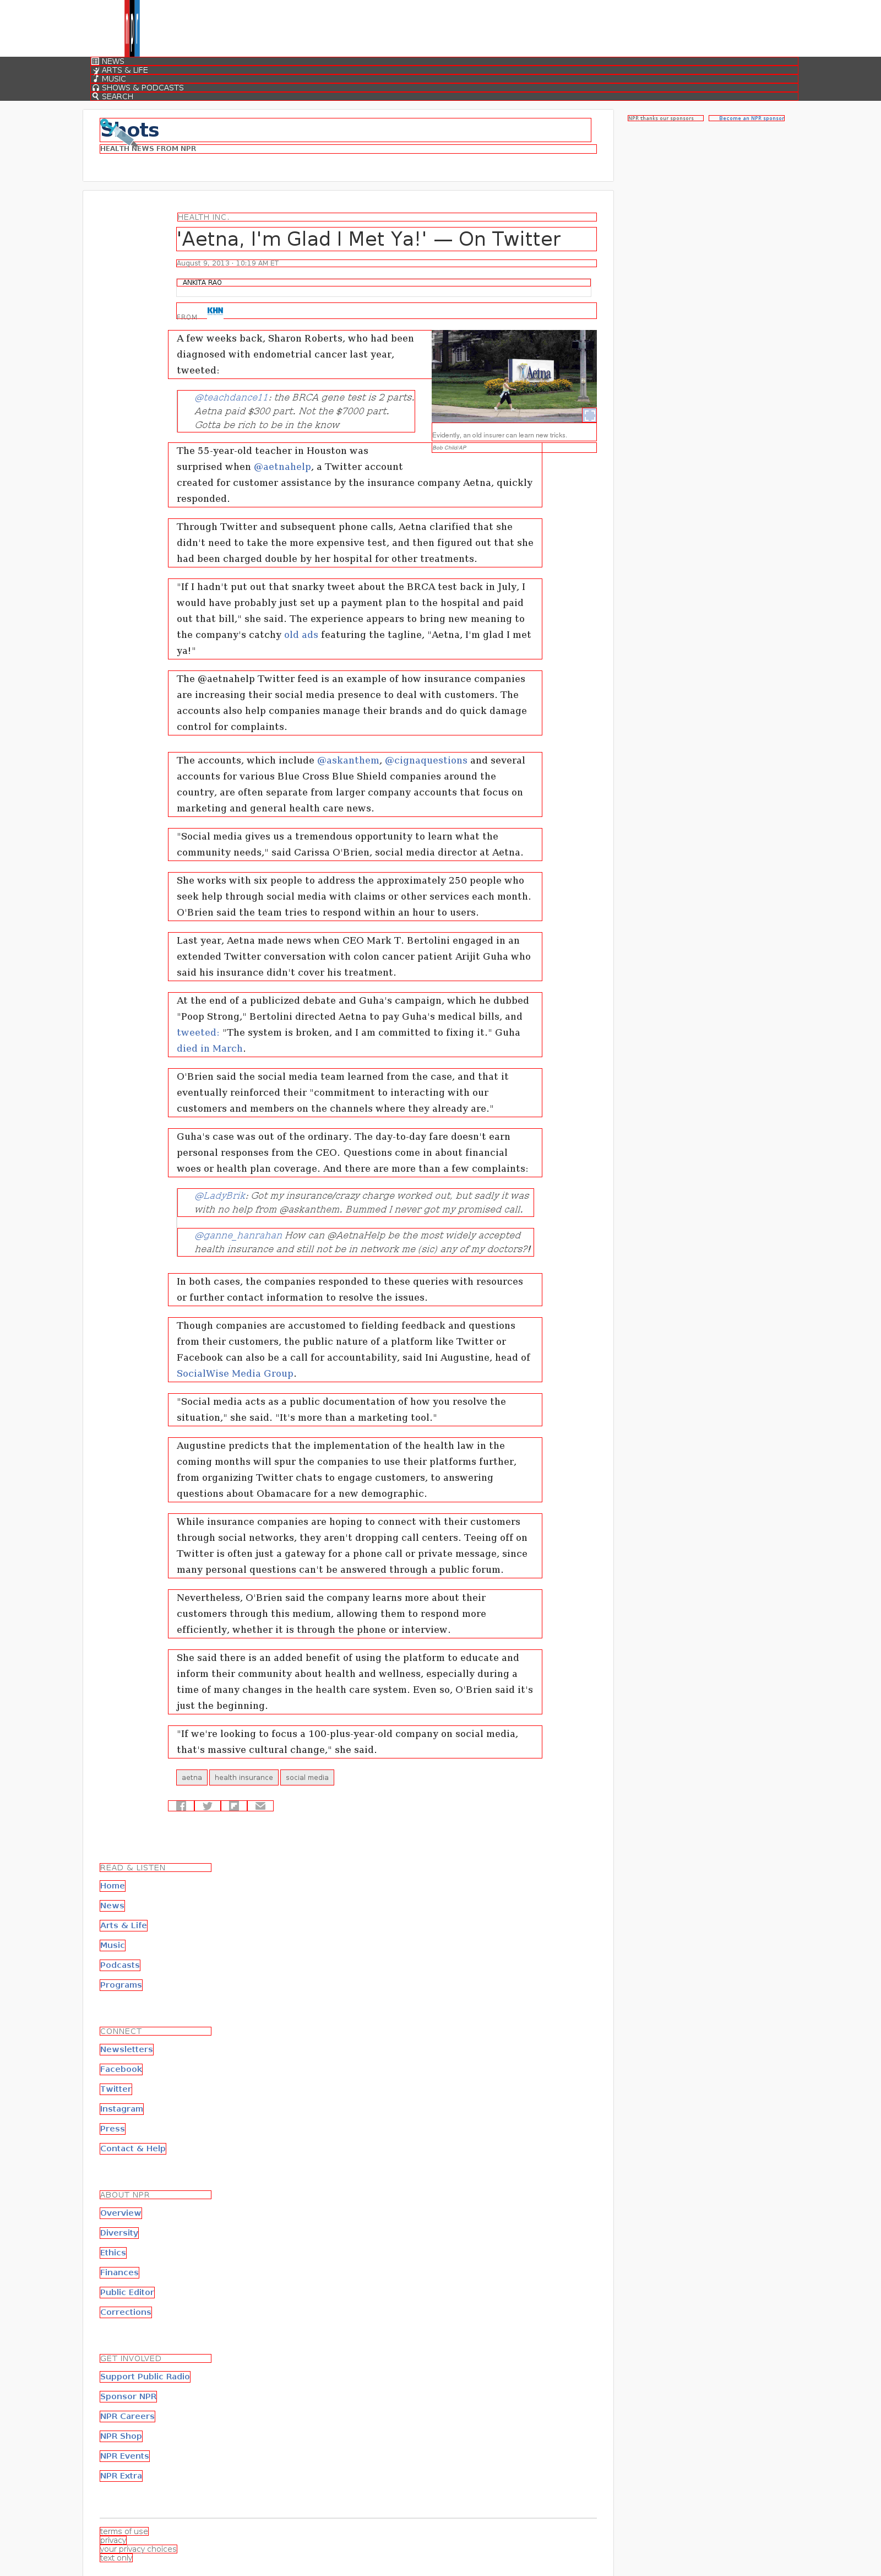 NEWS
ARTS & LIFE
MUSIC
SHOWS & PODCASTS
SEARCH
NPR thanks our sponsors
Become an NPR sponsor
Shots
HEALTH NEWS FROM NPR
HEALTH INC.
'Aetna, I'm Glad I Met Ya!' — On Twitter
August 9, 2013 · 10:19 AM ET
ANKITA RAO
FROM
KHN
A few weeks back, Sharon Roberts, who had been
diagnosed with endometrial cancer last year,
tweeted:
Aetna
Evidently, an old insurer can learn new tricks.
Bob Child/AP
@teachdance11: the BRCA gene test is 2 parts.
Aetna paid $300 part. Not the $7000 part.
Gotta be rich to be in the know
The 55-year-old teacher in Houston was
surprised when @aetnahelp, a Twitter account
created for customer assistance by the insurance company Aetna, quickly
responded.
Through Twitter and subsequent phone calls, Aetna clarified that she
didn't need to take the more expensive test, and then figured out that she
had been charged double by her hospital for other treatments.
"If I hadn't put out that snarky tweet about the BRCA test back in July, I
would have probably just set up a payment plan to the hospital and paid
out that bill," she said. The experience appears to bring new meaning to
the company's catchy old ads featuring the tagline, "Aetna, I'm glad I met
ya!"
The @aetnahelp Twitter feed is an example of how insurance companies
are increasing their social media presence to deal with customers. The
accounts also help companies manage their brands and do quick damage
control for complaints.
The accounts, which include @askanthem, @cignaquestions and several
accounts for various Blue Cross Blue Shield companies around the
country, are often separate from larger company accounts that focus on
marketing and general health care news.
"Social media gives us a tremendous opportunity to learn what the
community needs," said Carissa O'Brien, social media director at Aetna.
She works with six people to address the approximately 250 people who
seek help through social media with claims or other services each month.
O'Brien said the team tries to respond within an hour to users.
Last year, Aetna made news when CEO Mark T. Bertolini engaged in an
extended Twitter conversation with colon cancer patient Arijit Guha who
said his insurance didn't cover his treatment.
At the end of a publicized debate and Guha's campaign, which he dubbed
"Poop Strong," Bertolini directed Aetna to pay Guha's medical bills, and
tweeted: "The system is broken, and I am committed to fixing it." Guha
died in March.
O'Brien said the social media team learned from the case, and that it
eventually reinforced their "commitment to interacting with our
customers and members on the channels where they already are."
Guha's case was out of the ordinary. The day-to-day fare doesn't earn
personal responses from the CEO. Questions come in about financial
woes or health plan coverage. And there are more than a few complaints:
@LadyBrik: Got my insurance/crazy charge worked out, but sadly it was
with no help from @askanthem. Bummed I never got my promised call.
@ganne_hanrahan How can @AetnaHelp be the most widely accepted
health insurance and still not be in network me (sic) any of my doctors?!
In both cases, the companies responded to these queries with resources
or further contact information to resolve the issues.
Though companies are accustomed to fielding feedback and questions
from their customers, the public nature of a platform like Twitter or
Facebook can also be a call for accountability, said Ini Augustine, head of
SocialWise Media Group.
"Social media acts as a public documentation of how you resolve the
situation," she said. "It's more than a marketing tool."
Augustine predicts that the implementation of the health law in the
coming months will spur the companies to use their platforms further,
from organizing Twitter chats to engage customers, to answering
questions about Obamacare for a new demographic.
While insurance companies are hoping to connect with their customers
through social networks, they aren't dropping call centers. Teeing off on
Twitter is often just a gateway for a phone call or private message, since
many personal questions can't be answered through a public forum.
Nevertheless, O'Brien said the company learns more about their
customers through this medium, allowing them to respond more
efficiently, whether it is through the phone or interview.
She said there is an added benefit of using the platform to educate and
inform their community about health and wellness, especially during a
time of many changes in the health care system. Even so, O'Brien said it's
just the beginning.
"If we're looking to focus a 100-plus-year-old company on social media,
that's massive cultural change," she said.
aetna
health insurance
social media
READ & LISTEN
Home
News
Arts & Life
Music
Podcasts
Programs
CONNECT
Newsletters
Facebook
Twitter
Instagram
Press
Contact & Help
ABOUT NPR
Overview
Diversity
Ethics
Finances
Public Editor
Corrections
GET INVOLVED
Support Public Radio
Sponsor NPR
NPR Careers
NPR Shop
NPR Events
NPR Extra
terms of use
privacy
your privacy choices
text only